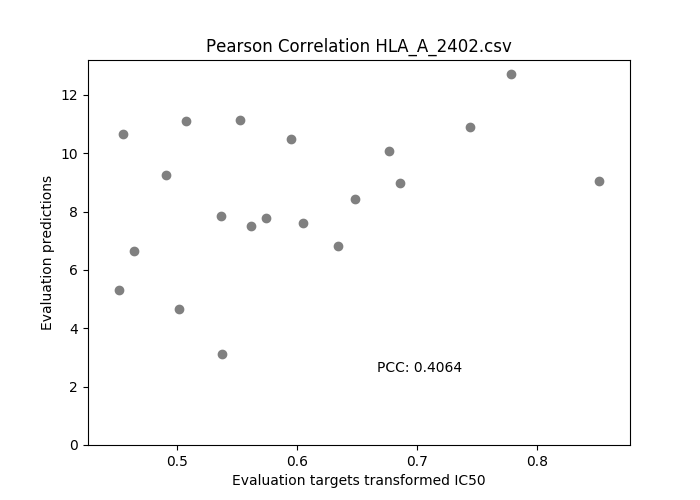 Pearson Correlation HLA_A_2402.csv
12
10
8
6
4
2
0
Evaluation predictions
PCC: 0.4064
0.5 0.6 0.7 0.8
Evaluation targets transformed IC50